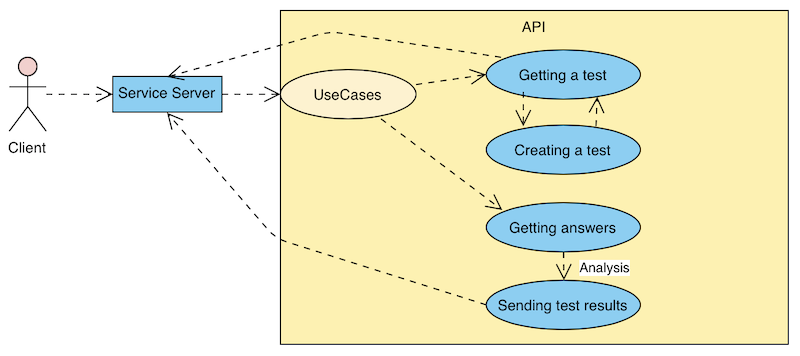 API
Getting a test
Service Server
UseCases
Client
Creating a test
Getting answers
Analysis
Sending test results